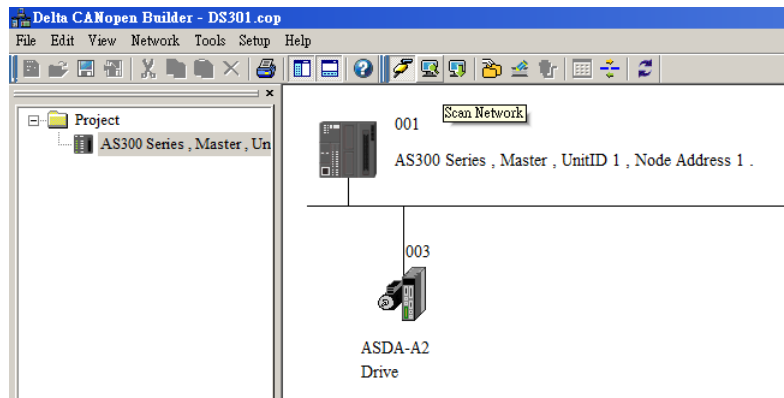 Delta CANopen Builder - DS301.cop
File Edit View Network Tools Setup Help
Project
AS300 Series , Master , Un
Scan Network
001
AS300 Series , Master , UnitID 1 , Node Address 1 .
003
ASDA-A2
Drive